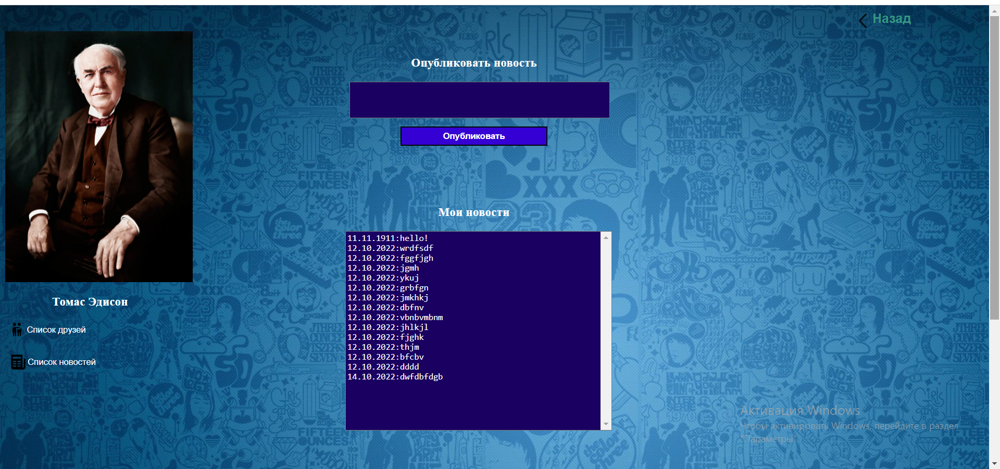 Назад
Опубликовать новость
Опубликовать
Мои новости
11.11.1911:hello!
12.10.2022:wrdfsdf
12.10.2022:fggfjgh
12.10.2022:jgmh
12.10.2022:ykuj
12.10.2022:grbfgn
12.10.2022:jmkhkj
12.10.2022:dbfnv
12.10.2022:vbnbvmbnm
12.10.2022:jhlkjl
12.10.2022:fjghk
12.10.2022:thjm
12.10.2022:bfcbv
12.10.2022:dddd
14.10.2022:dwfdbfdgb
Томас Эдисон
Список друзей
Список новостей
Активация Windows
Чтобы активировать Windows, перейдите в раздел
"Параметры".